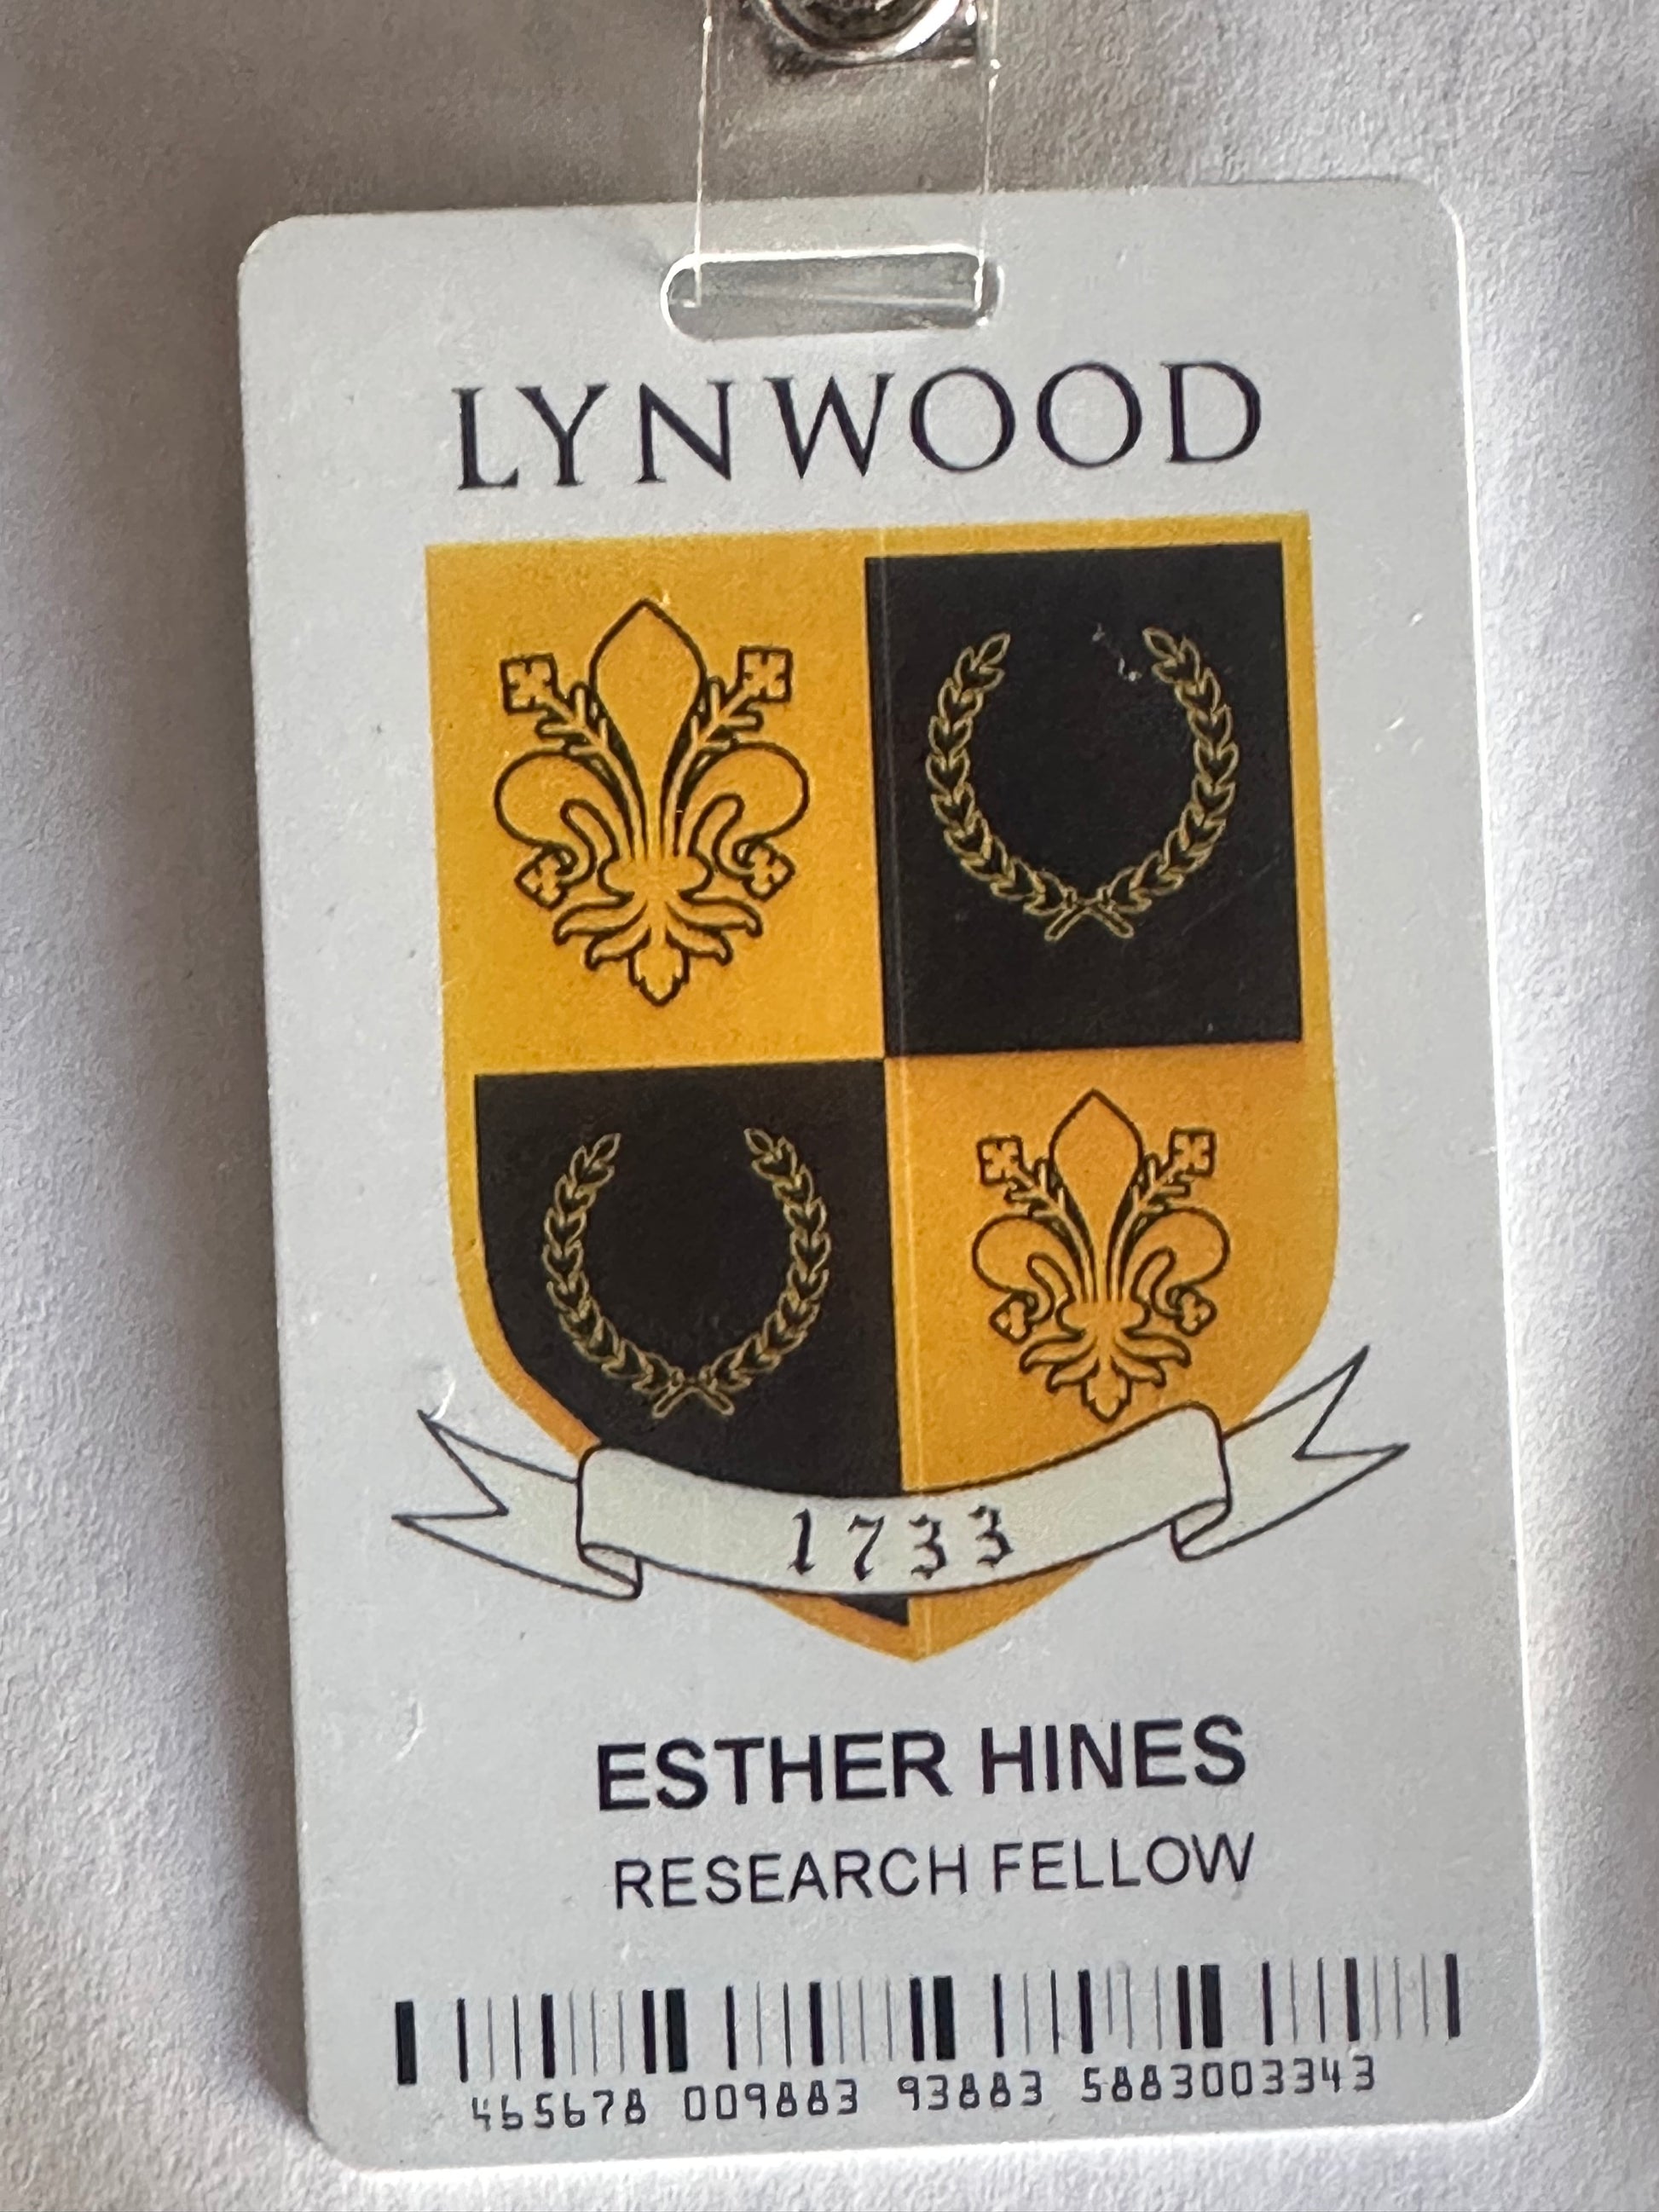 LYNWOOD
1733
ESTHER HINES
RESEARCH FELLOW
465678 009883 93883 5883003343